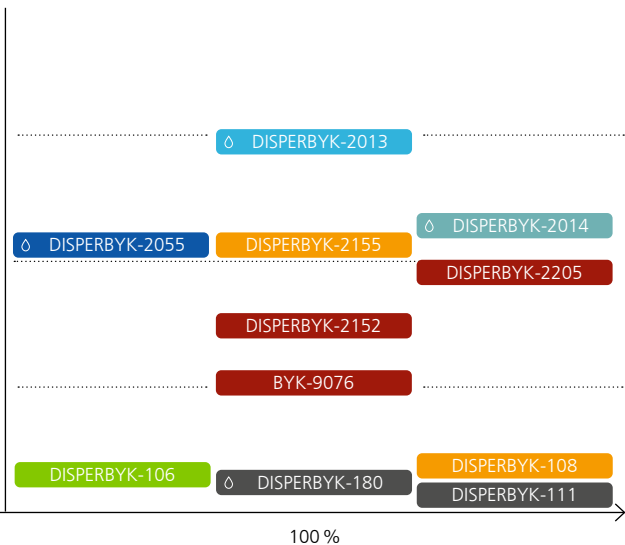 DISPERBYK-2013
DISPERBYK-2014
DISPERBYK-2055
DISPERBYK-2155
DISPERBYK-2205
DISPERBYK-2152
BYK-9076
DISPERBYK-108
DISPERBYK-106
DISPERBYK-180
DISPERBYK-111
100 %